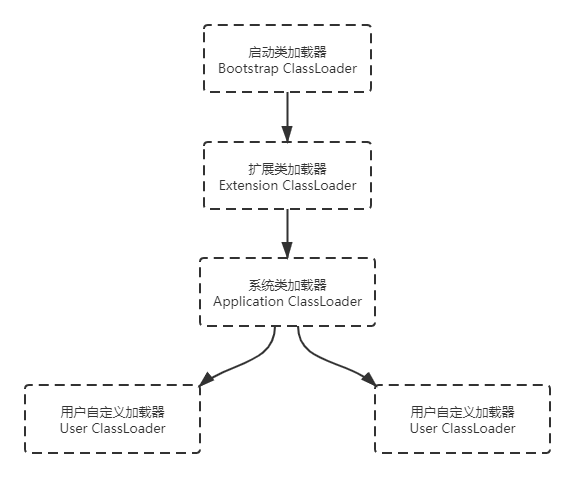 启动类加载器
Bootstrap ClassLoader
扩展类加载器
Extension ClassLoader
系统类加载器
Application ClassLoader
用户自定义加载器
User ClassLoader
用户自定义加载器
User ClassLoader